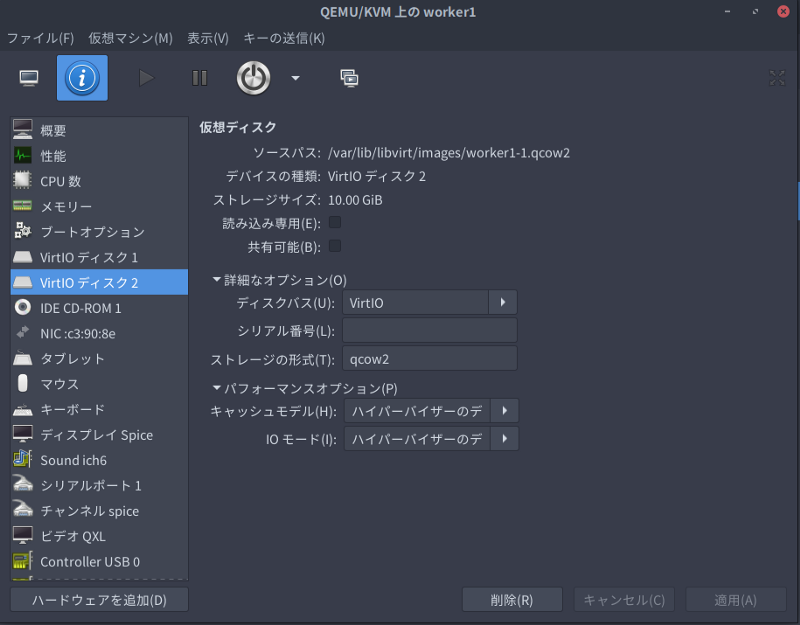 QEMU/KVM 上の worker1
ファイル(F) 仮想マシン(M) 表示(V) キーの送信(K)
概要
性能
CPU 数
メモリー
ブートオプション
VirtIO ディスク 1
VirtIO ディスク 2
IDE CD-ROM 1
NIC :c3:90:8e
タブレット
マウス
キーボード
ディスプレイ Spice
Sound ich6
シリアルポート 1
チャンネル spice
ビデオ QXL
Controller USB 0
ハードウェアを追加(D)
仮想ディスク
ソースパス: /var/lib/libvirt/images/worker1-1.qcow2
デバイスの種類: VirtIO ディスク 2
ストレージサイズ: 10.00 GiB
読み込み専用(E):
共有可能(B):
詳細なオプション(O)
ディスクバス(U): VirtIO
シリアル番号(L):
ストレージの形式(T): qcow2
パフォーマンスオプション(P)
キャッシュモデル(H): ハイパーバイザーのデ
IO モード(I): ハイパーバイザーのデ
削除(R) キャンセル(C) 適用(A)